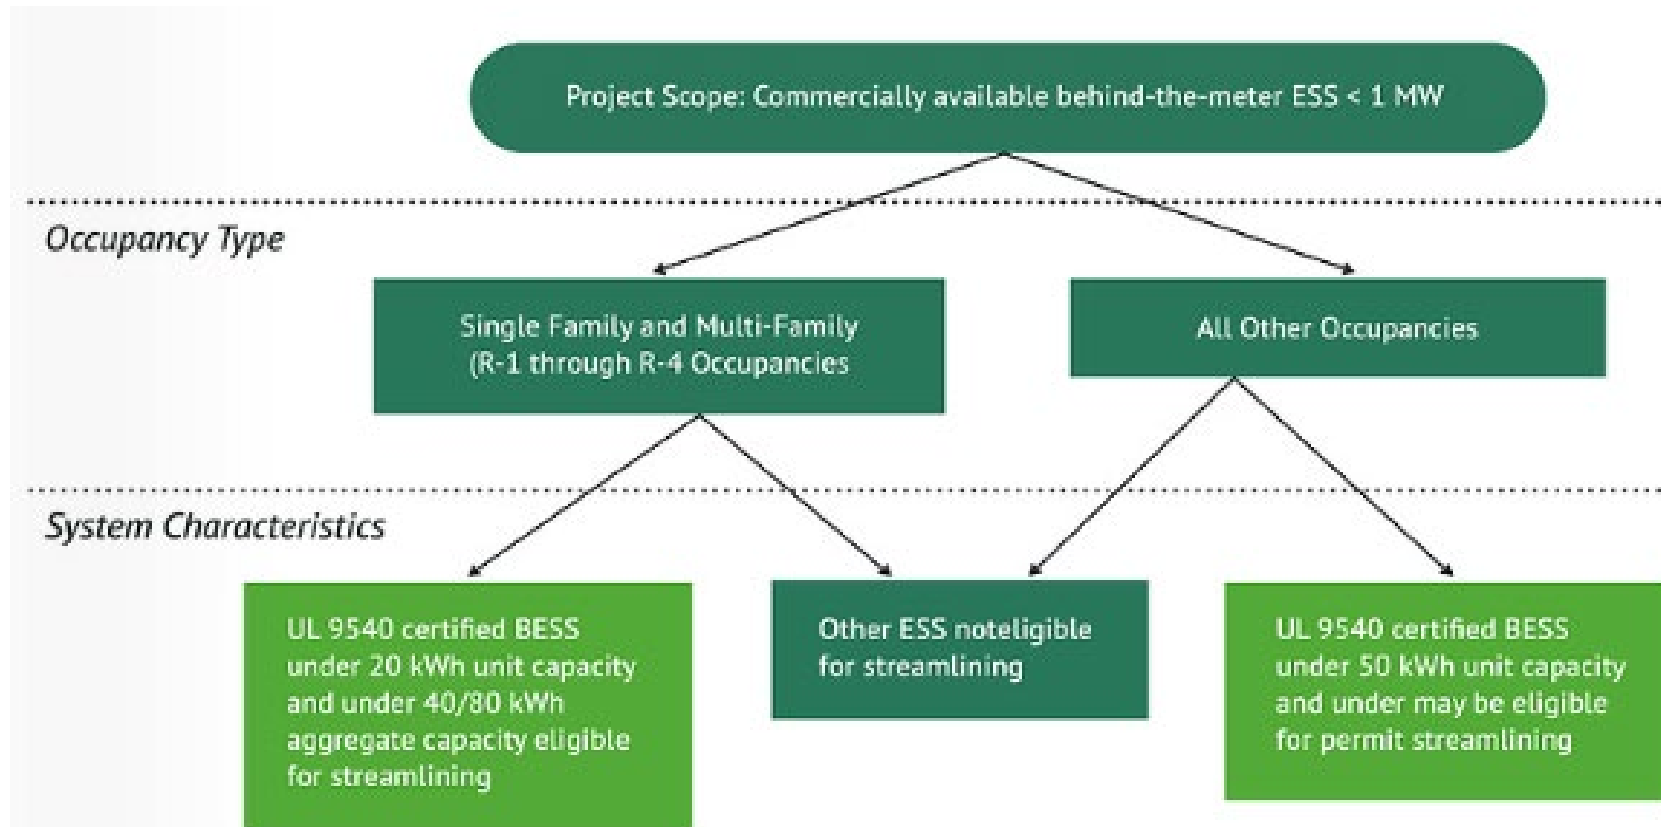 Project Scope: Commercially available behind-the-meter ESS < 1 MW
Occupancy Type
Single Family and Multi-Family
(R-1 through R-4 Occupancies
All Other Occupancies
System Characteristics
UL 9540 certified BESS
under 20 kWh unit capacity
and under 40/80 kWh
aggregate capacity eligible
for streamlining
Other ESS noteligible
for streamlining
UL 9540 certified BESS
under 50 kWh unit capacity
and under may be eligible
for permit streamlining